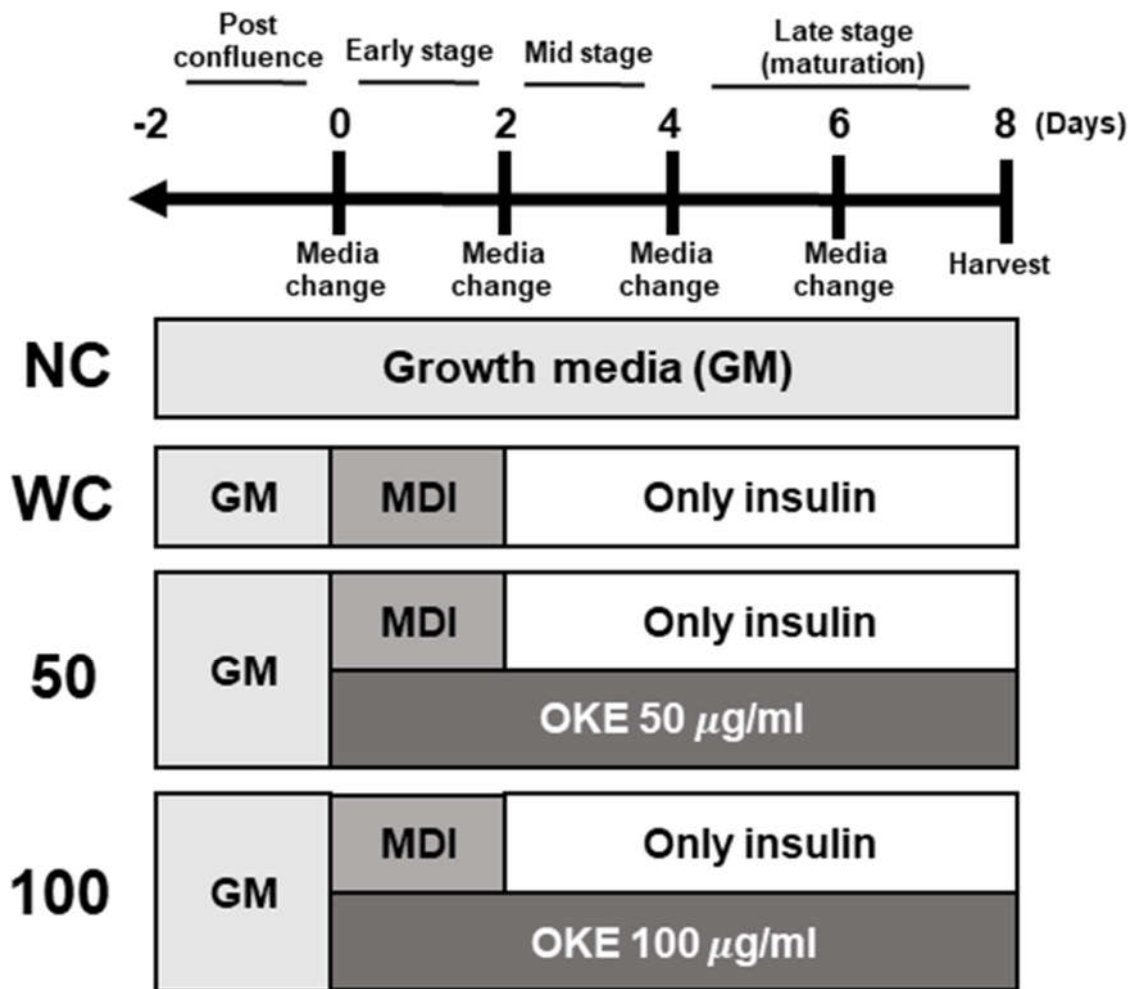 Post
confluence
Early stage
Mid stage
Late stage
(maturation)
-2 0 2 4 6 8 (Days)
Media
change
Media
change
Media
change
Media
change
Harvest
NC
Growth media (GM)
WC
GM
MDI
Only insulin
50
GM
MDI
Only insulin
OKE 50 μg/ml
100
GM
MDI
Only insulin
OKE 100 μg/ml